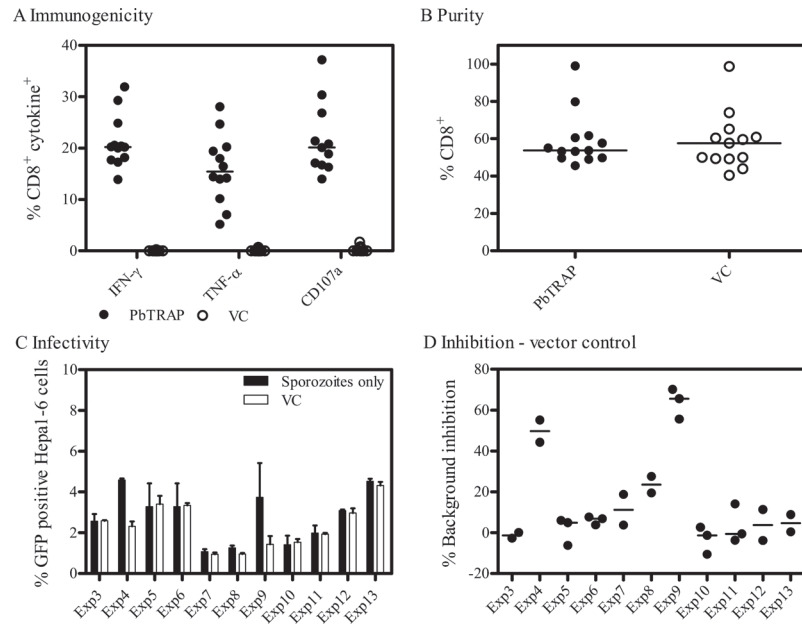 A Immunogenicity
% CD8+ cytokine+
40
30
20
10
0
IFN-γ
TNF-α
CD107a
PbTRAP
VC
B Purity
% CD8+
100
80
60
40
20
0
PbTRAP
VC
C Infectivity
% GFP positive Hepa1-6 cells
10
8
6
4
2
0
Sporozoites only
VC
Exp3
Exp4
Exp5
Exp6
Exp7
Exp8
Exp9
Exp10
Exp11
Exp12
Exp13
D Inhibition - vector control
% Background inhibition
80
60
40
20
0
-20
Exp3
Exp4
Exp5
Exp6
Exp7
Exp8
Exp9
Exp10
Exp11
Exp12
Exp13